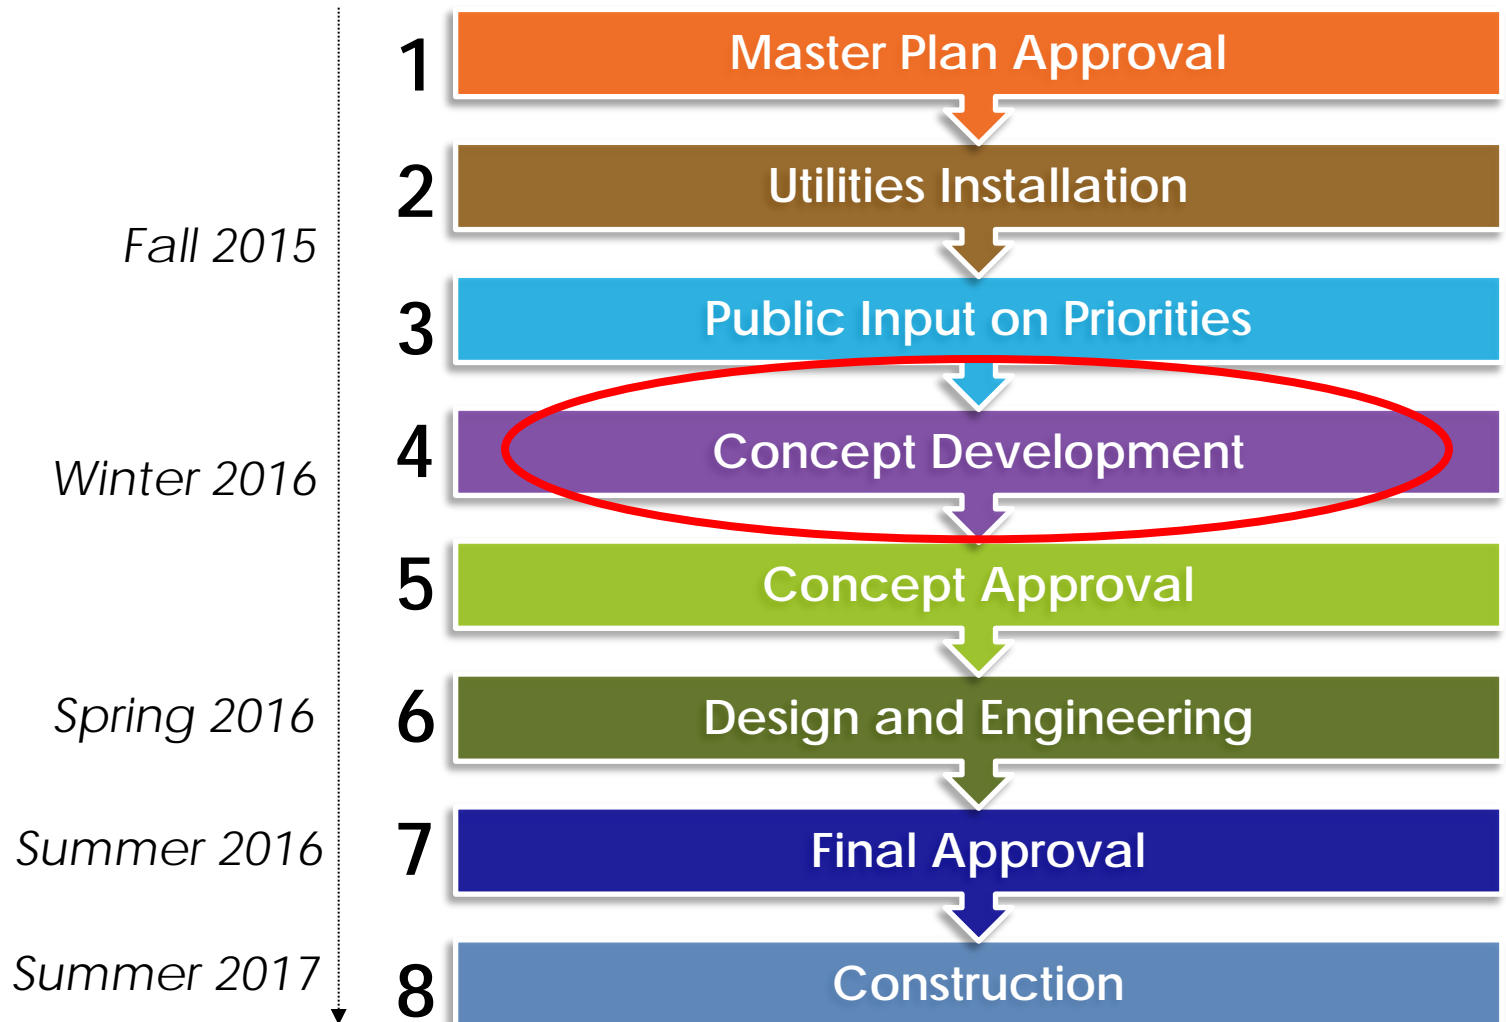 1 Master Plan Approval
2 Utilities Installation
Fall 2015
3 Public Input on Priorities
Winter 2016 4 Concept Development
5 Concept Approval
Spring 2016 6 Design and Engineering
Summer 2016 7 Final Approval
Summer 2017 8 Construction